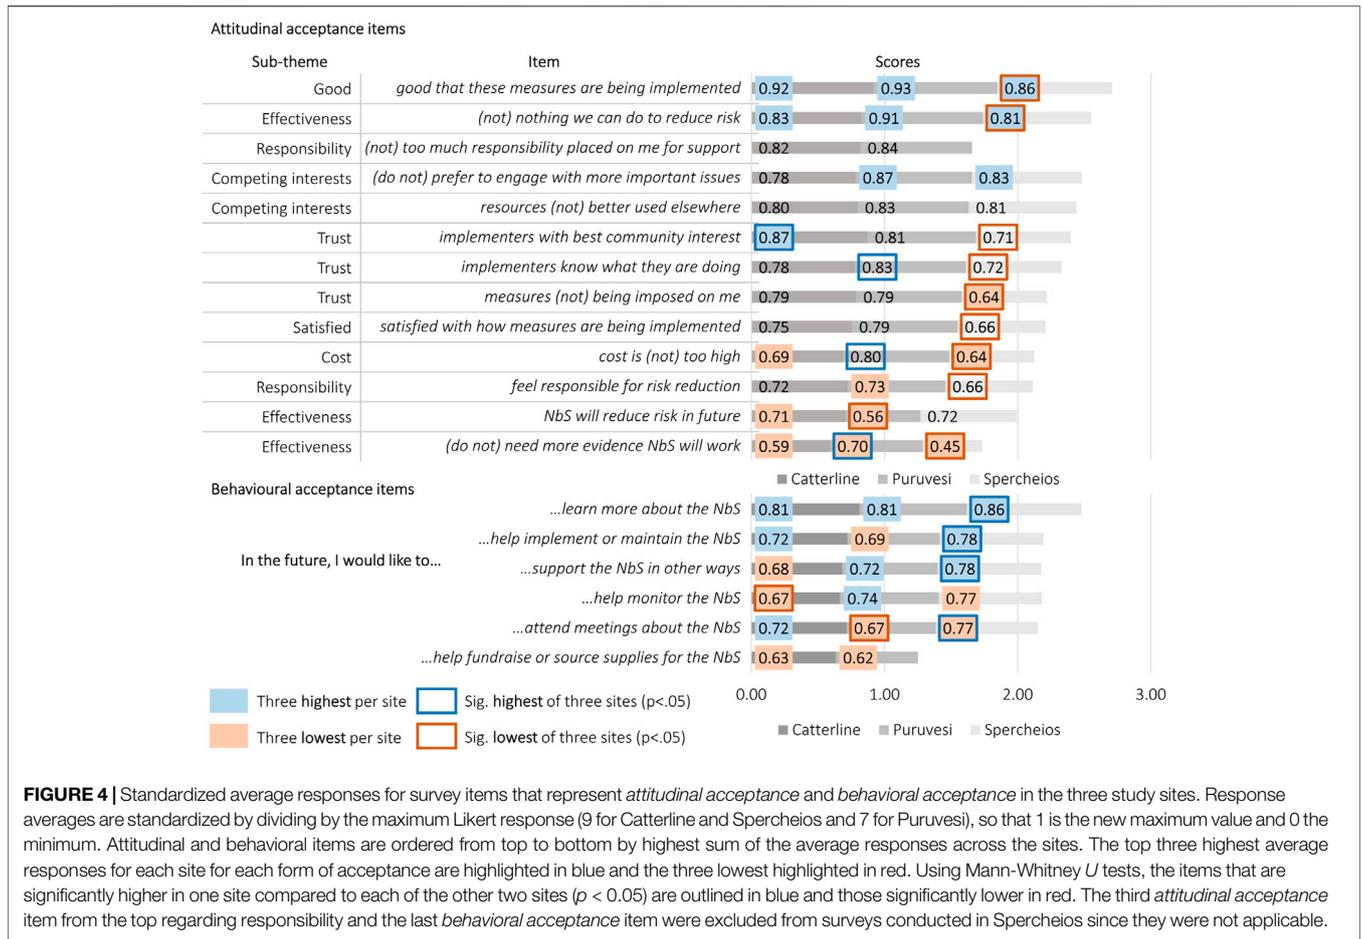 Attitudinal acceptance items
Sub-theme Item Scores
Good good that these measures are being implemented 0.92 0.93 0.86
Effectiveness (not) nothing we can do to reduce risk 0.83 0.91 0.81
Responsibility (not) too much responsibility placed on me for support 0.82 0.84
Competing interests (do not) prefer to engage with more important issues 0.78 0.87 0.83
Competing interests resources (not) better used elsewhere 0.80 0.83 0.81
Trust implementers with best community interest 0.87 0.81 0.71
Trust implementers know what they are doing 0.78 0.83 0.72
Trust measures (not) being imposed on me 0.79 0.79 0.64
Satisfied satisfied with how measures are being implemented 0.75 0.79 0.66
Cost cost is (not) too high 0.69 0.80 0.64
Responsibility feel responsible for risk reduction 0.72 0.73 0.66
Effectiveness NbS will reduce risk in future 0.71 0.56 0.72
Effectiveness (do not) need more evidence NbS will work 0.59 0.70 0.45
Catterline Puruvesi Spercheios
Behavioural acceptance items
...learn more about the NbS 0.81 0.81 0.86
...help implement or maintain the NbS 0.72 0.69 0.78
In the future, I would like to...
...support the NbS in other ways 0.68 0.72 0.78
...help monitor the NbS 0.67 0.74 0.77
...attend meetings about the NbS 0.72 0.67 0.77
...help fundraise or source supplies for the NbS 0.63 0.62
0.00 1.00 2.00 3.00
Three highest per site Sig. highest of three sites (p<.05)
Three lowest per site Sig. lowest of three sites (p<.05)
Catterline Puruvesi Spercheios
FIGURE 4 | Standardized average responses for survey items that represent attitudinal acceptance and behavioral acceptance in the three study sites. Response
averages are standardized by dividing by the maximum Likert response (9 for Catterline and Spercheios and 7 for Puruvesi), so that 1 is the new maximum value and 0 the
minimum. Attitudinal and behavioral items are ordered from top to bottom by highest sum of the average responses across the sites. The top three highest average
responses for each site for each form of acceptance are highlighted in blue and the three lowest highlighted in red. Using Mann-Whitney U tests, the items that are
significantly higher in one site compared to each of the other two sites (p < 0.05) are outlined in blue and those significantly lower in red. The third attitudinal acceptance
item from the top regarding responsibility and the last behavioral acceptance item were excluded from surveys conducted in Spercheios since they were not applicable.